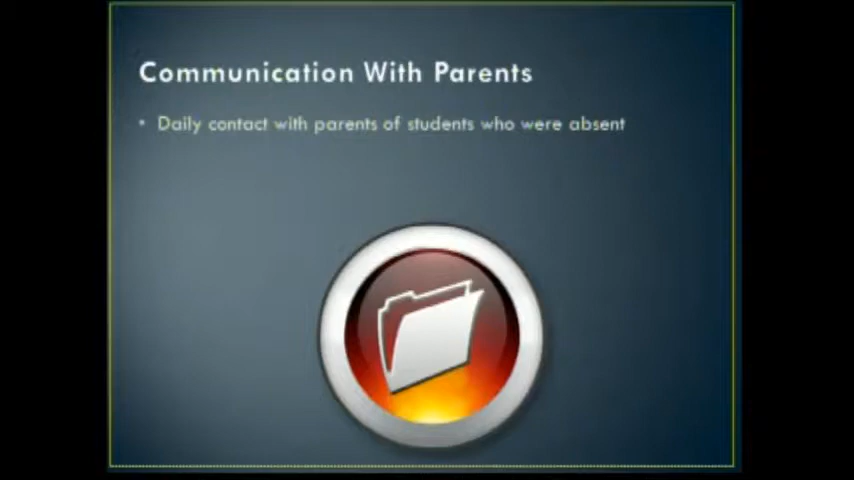 Communication With Parents
• Daily contact with parents of students who were absent